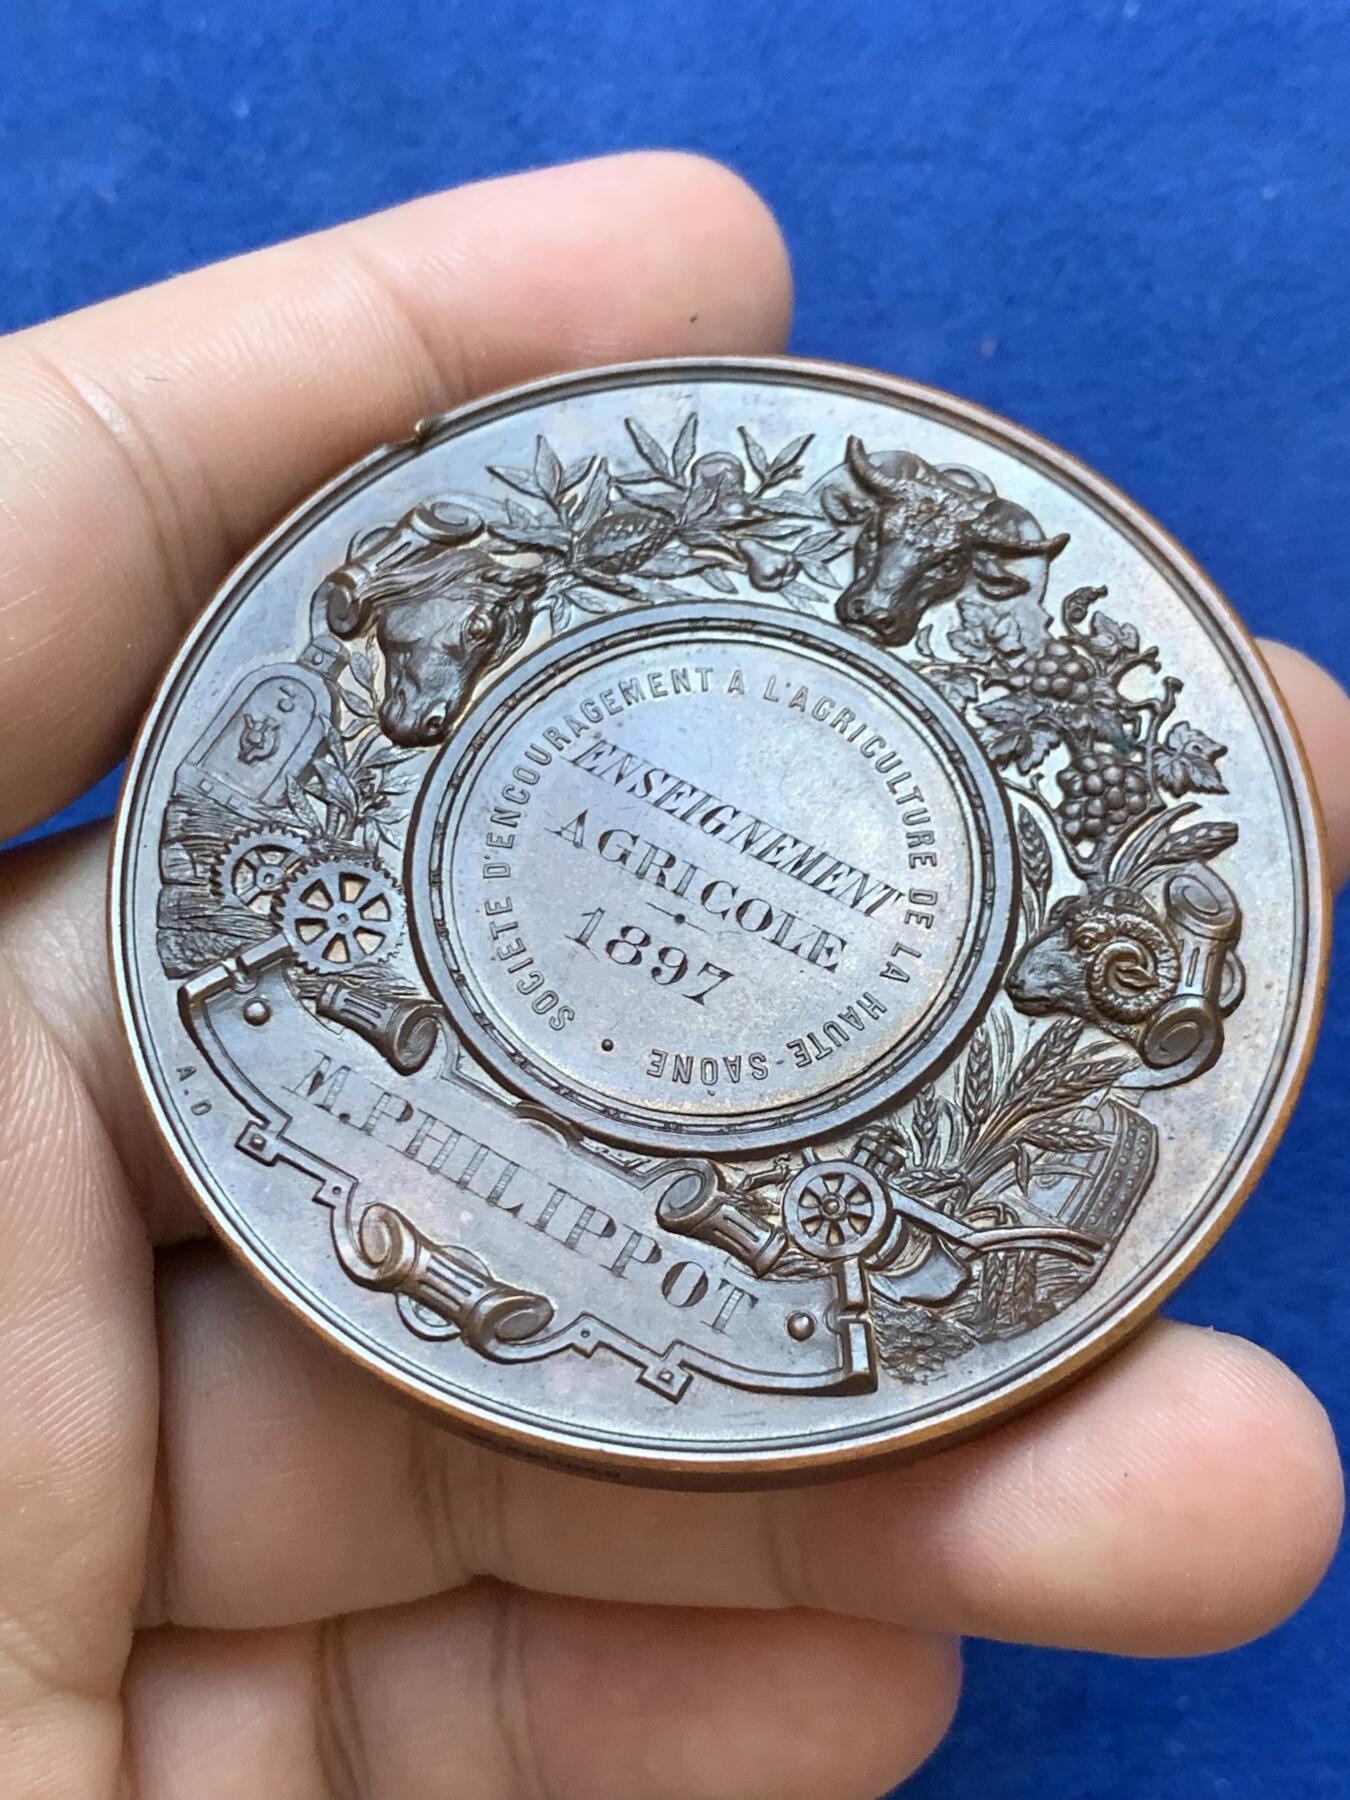 SOCIÉTÉ D'ENCOURAGEMENT À L'AGRICULTURE DE LA HAUTE-SAÔNE •
ENSEIGNEMENT
AGRICOLE
1897
M. PHILIPPOT
A. D